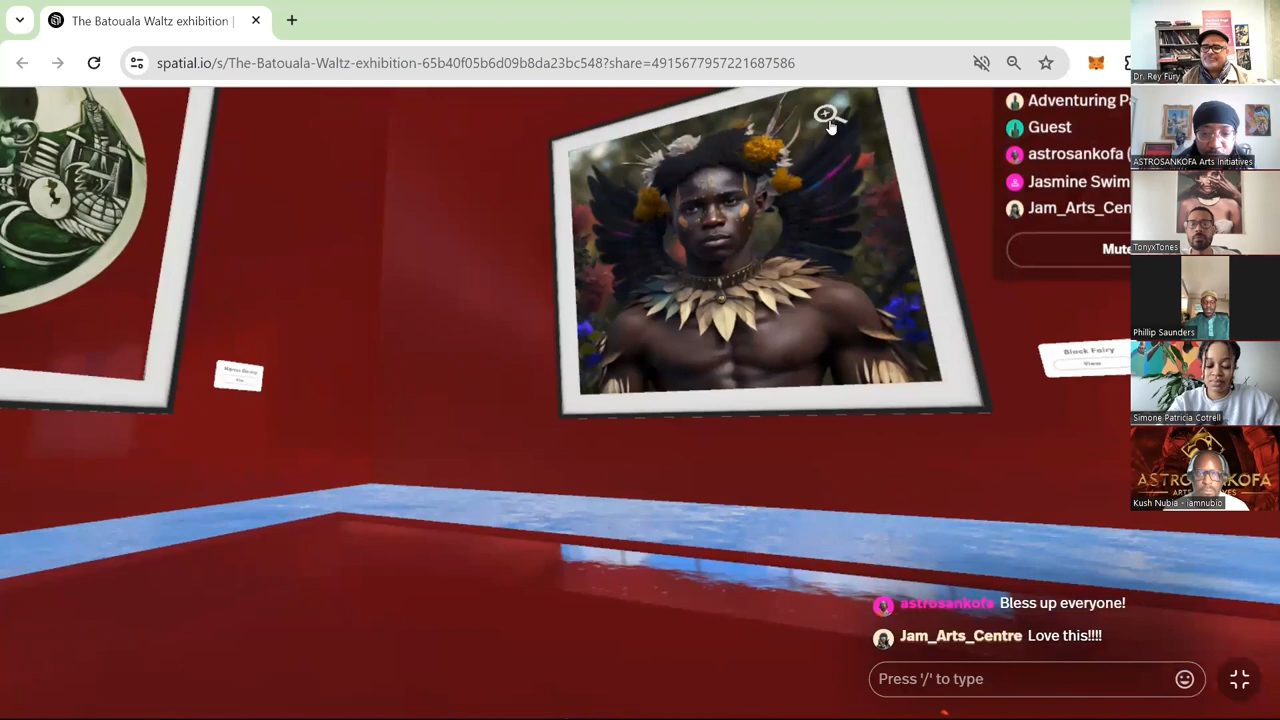 The Batouala Waltz exhibition |
spatial.io/s/The-Batouala-Waltz-exhibition-65b40f05b6d09b8da23bc548?share=4915677957221687586
Dr. Rey Fury
Adventuring Pa
Guest
astrosankofa (
ASTROSANKOFA Arts Initiatives
Jasmine Swim
Jam_Arts_Cen
Mute
TonyxTones
Phillip Saunders
Black Fairy
View
Simone Patricia Cotrell
ASTROSANKOFA
Kush Nubia - iamnubio
astrosankofa Bless up everyone!
Jam_Arts_Centre Love this!!!!
Press '/' to type